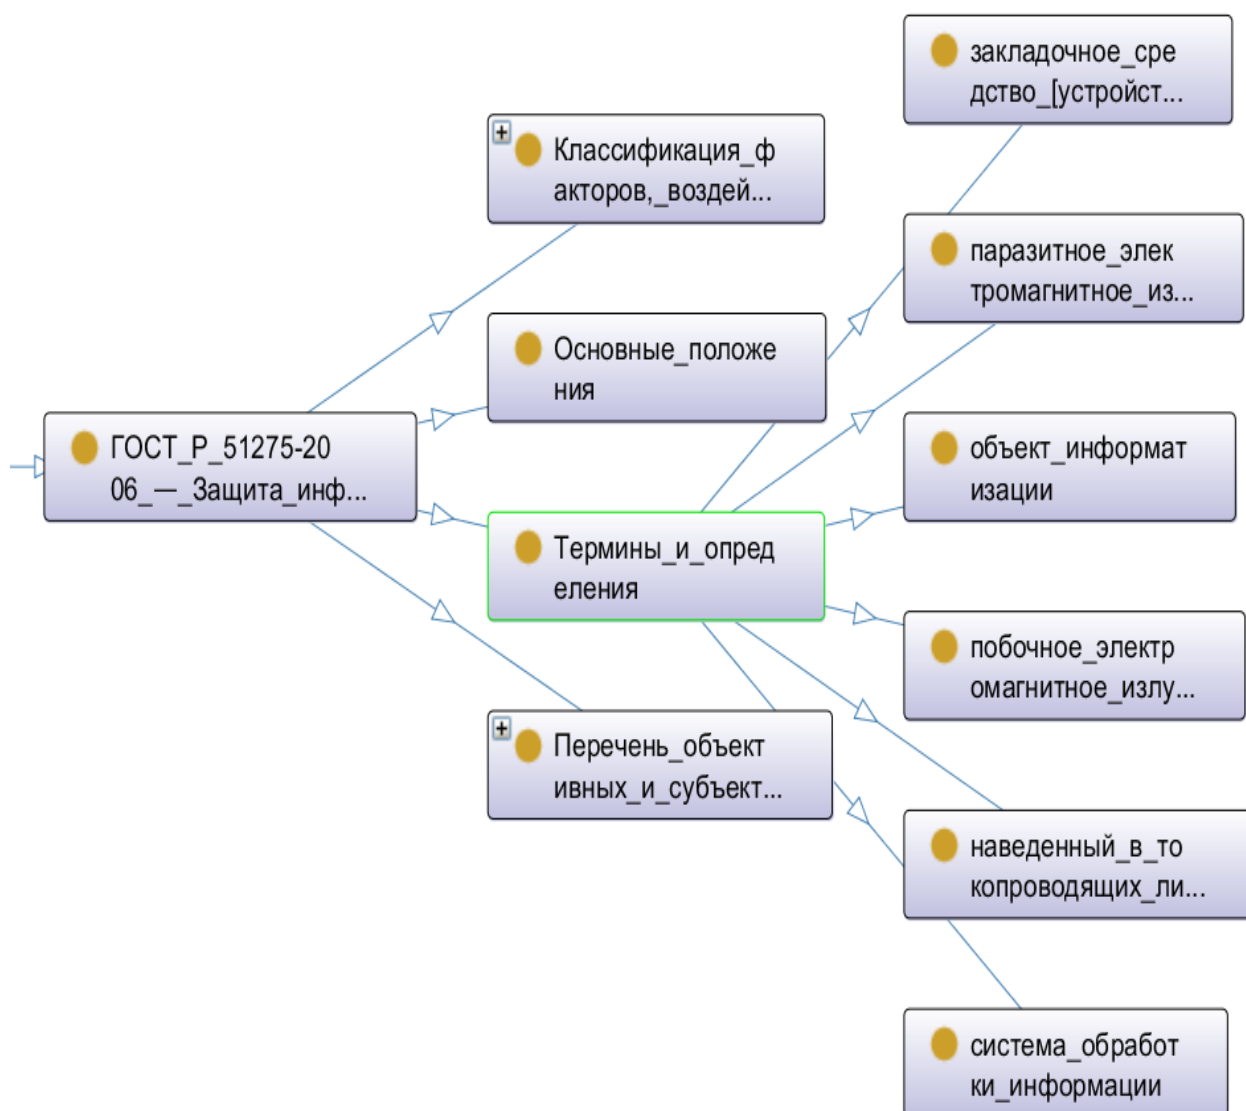 закладочное_сре
дство_[устройст...
Классификация_ф
акторов,_воздей...
паразитное_элек
тромагнитное_из...
Основные_положе
ния
ГОСТ_Р_51275-20
06_—_Защита_инф...
объект_информат
изации
Термины_и_опред
еления
побочное_электр
омагнитное_излу...
Перечень_объект
ивных_и_субъект...
наведенный_в_то
копроводящих_ли...
система_обработ
ки_информации